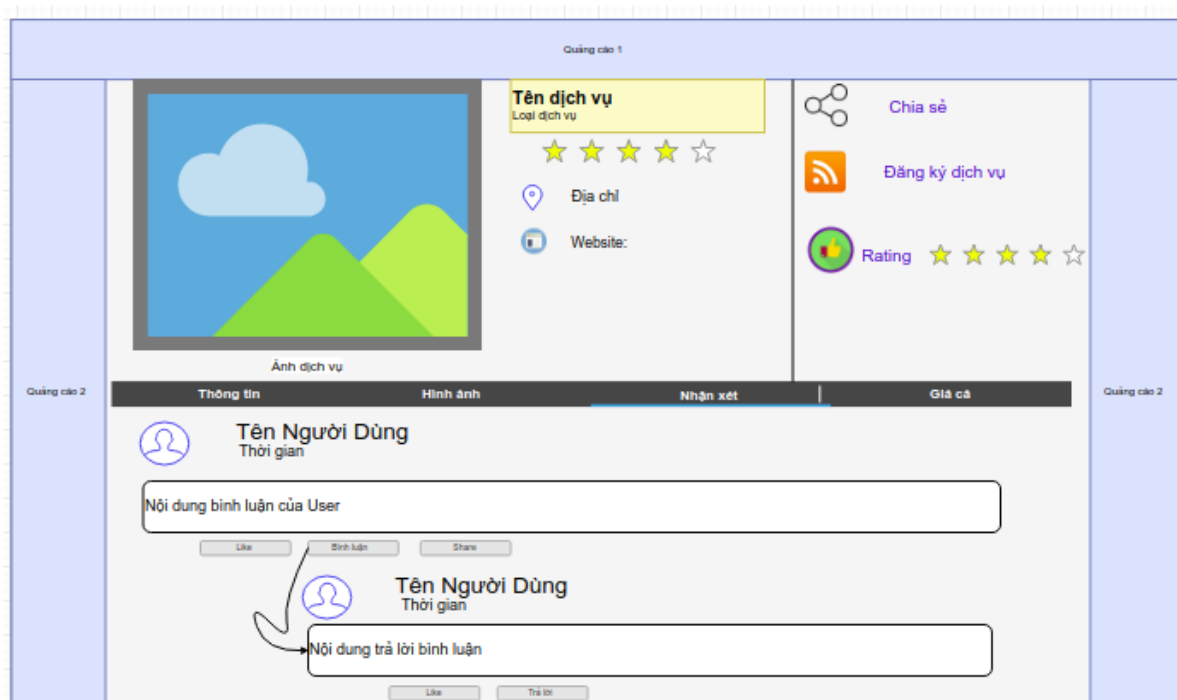 Quảng cáo 1
Tên dịch vụ
Loại dịch vụ
Địa chỉ
Website:
Chia sẻ
Đăng ký dịch vụ
Rating
Ảnh dịch vụ
Quảng cáo 2
Quảng cáo 2
Thông tin
Hình ảnh
Nhận xét
Giá cả
Tên Người Dùng
Thời gian
Nội dung bình luận của User
Like
Bình luận
Share
Tên Người Dùng
Thời gian
Nội dung trả lời bình luận
Like
Trả lời